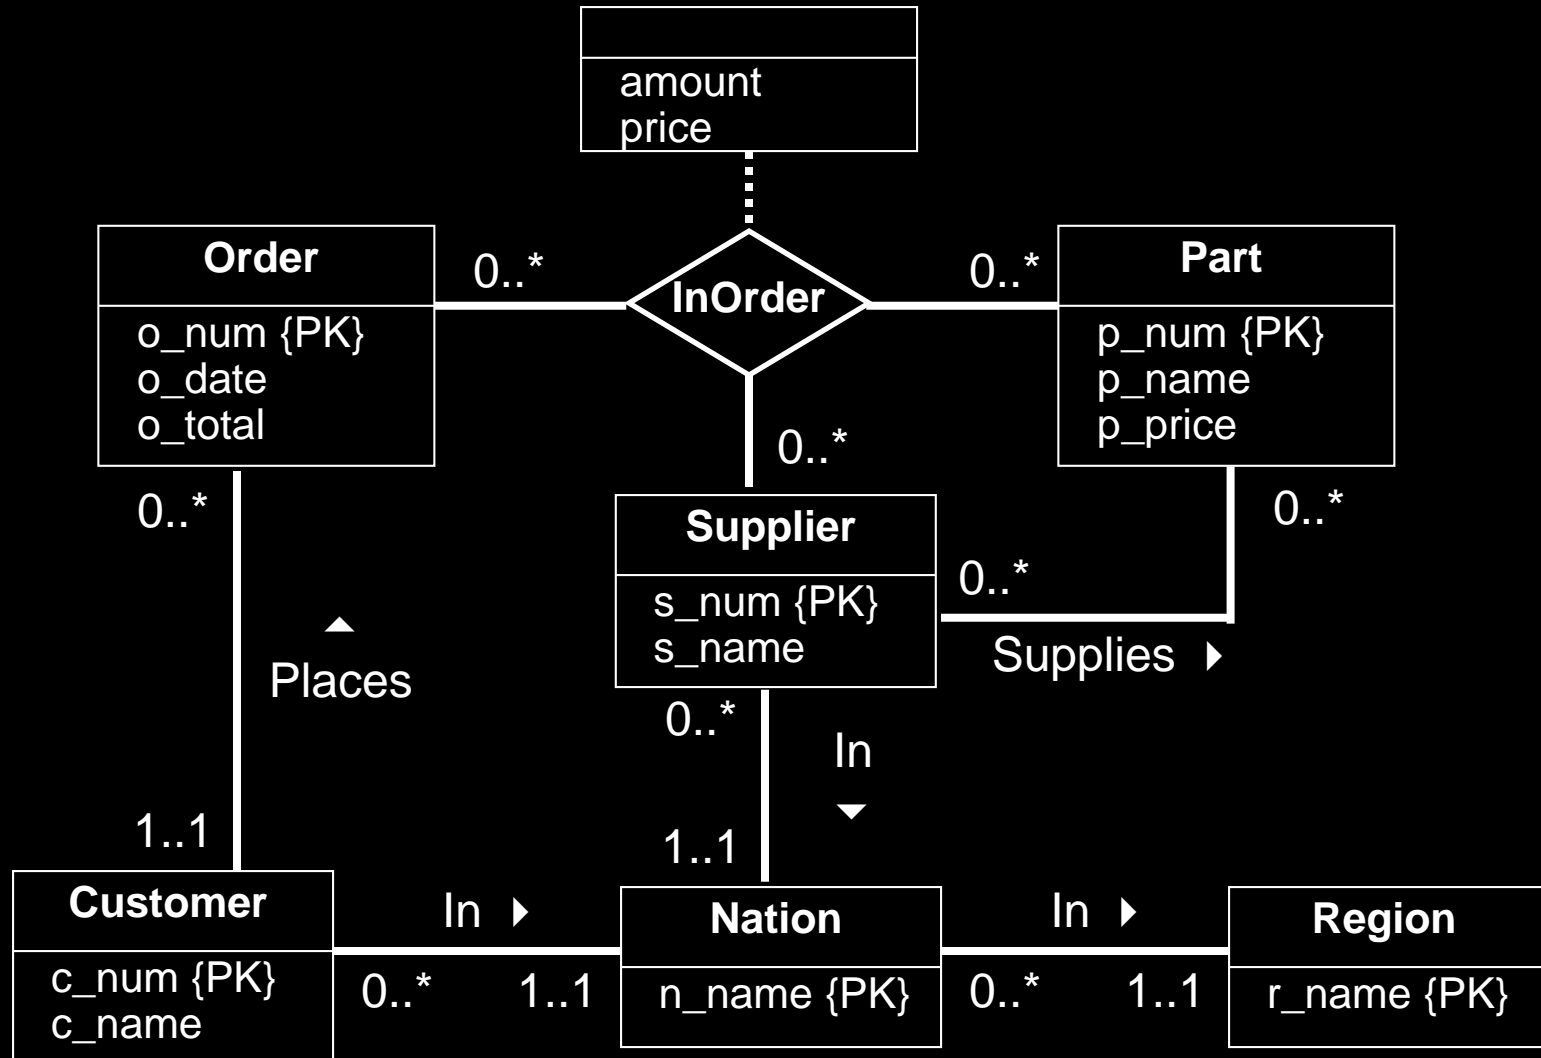 amount
price
Order
o_num {PK}
o_date
o_total
0..*
InOrder
0..*
Part
p_num {PK}
p_name
p_price
0..*
0..*
0..*
Supplier
s_num {PK}
s_name
0..*
Supplies
Places
0..*
In
1..1
1..1
Customer
c_num {PK}
c_name
In
0..*
1..1
Nation
n_name {PK}
In
0..*
1..1
Region
r_name {PK}